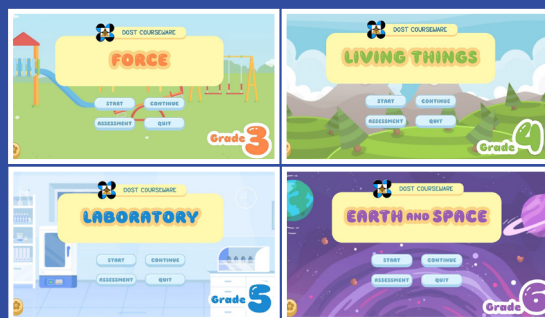 DOST COURSEWARE
FORCE
START CONTINUE
ASSESSMENT QUIT
Grade 3
DOST COURSEWARE
LIVING THINGS
START CONTINUE
ASSESSMENT QUIT
Grade 4
DOST COURSEWARE
LABORATORY
START CONTINUE
ASSESSMENT QUIT
Grade 5
DOST COURSEWARE
EARTH AND SPACE
START CONTINUE
ASSESSMENT QUIT
Grade 6